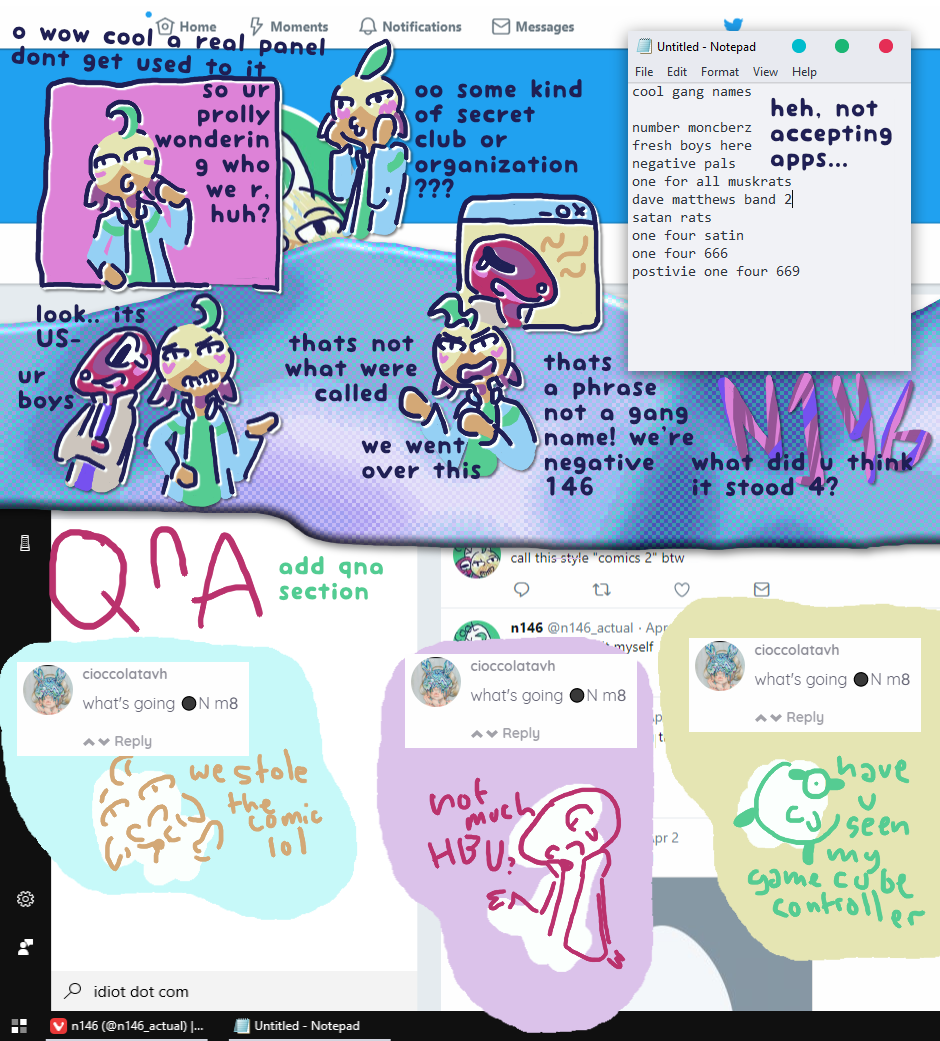 Home
Moments
Notifications
Messages
o wow cool a real panel
dont get used to it
so ur
prolly
wonderin
g who
we r,
huh?
oo some kind
of secret
club or
organization
???
Untitled - Notepad
File Edit Format View Help
cool gang names
number moncberz
fresh boys here
negative pals
one for all muskrats
dave matthews band 2
satan rats
one four satin
one four 666
postivie one four 669
heh, not
accepting
apps...
look.. its
US-
ur
boys
thats not
what were
called
we went
over this
thats
a phrase
not a gang
name! we're
negative
146
N146
what did u think
it stood 4?
QnA
add qna
section
call this style "comics 2" btw
n146 @n146_actual · Apr
myself
Apr 2
cioccolatavh
what's going ⚫N m8
Reply
we stole
the
comic
lol
cioccolatavh
what's going ⚫N m8
Reply
not
much
HBU?
cioccolatavh
what's going ⚫N m8
Reply
have
u
seen
my
game cube
controller
idiot dot com
n146 (@n146_actual) |...
Untitled - Notepad